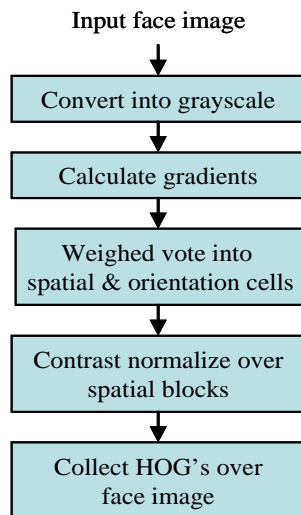 Input face image
Convert into grayscale
Calculate gradients
Weighed vote into
spatial & orientation cells
Contrast normalize over
spatial blocks
Collect HOG's over
face image